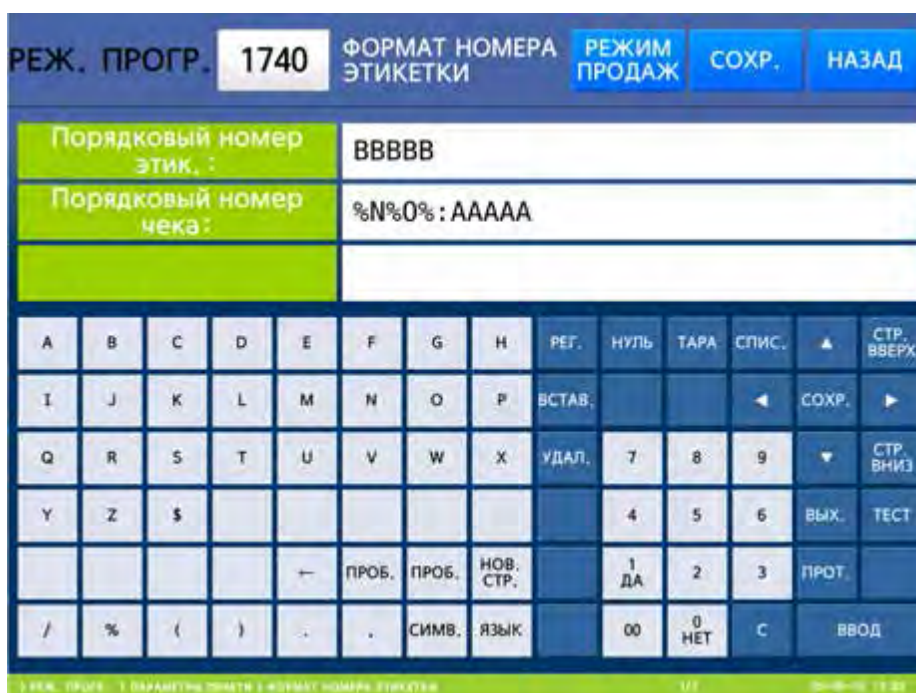 РЕЖ. ПРОГР. 1740 ФОРМАТ НОМЕРА ЭТИКЕТКИ РЕЖИМ ПРОДАЖ СОХР. НАЗАД
Порядковый номер этик. : BBBBB
Порядковый номер чека: %N%O%:AAAAA
A B C D E F G H РЕГ. НУЛЬ ТАРА СПИС. ▲ СТР. ВВЕРХ
I J K L M N O P ВСТАВ. ◄ СОХР. ►
Q R S T U V W X УДАЛ. 7 8 9 ▼ СТР. ВНИЗ
Y Z $ 4 5 6 ВЫХ. ТЕСТ
← ПРОБ. ПРОБ. НОВ. СТР. 1 ДА 2 3 ПРОТ.
/ % ( ) . . СИМВ. ЯЗЫК 00 0 НЕТ C ВВОД
1/7